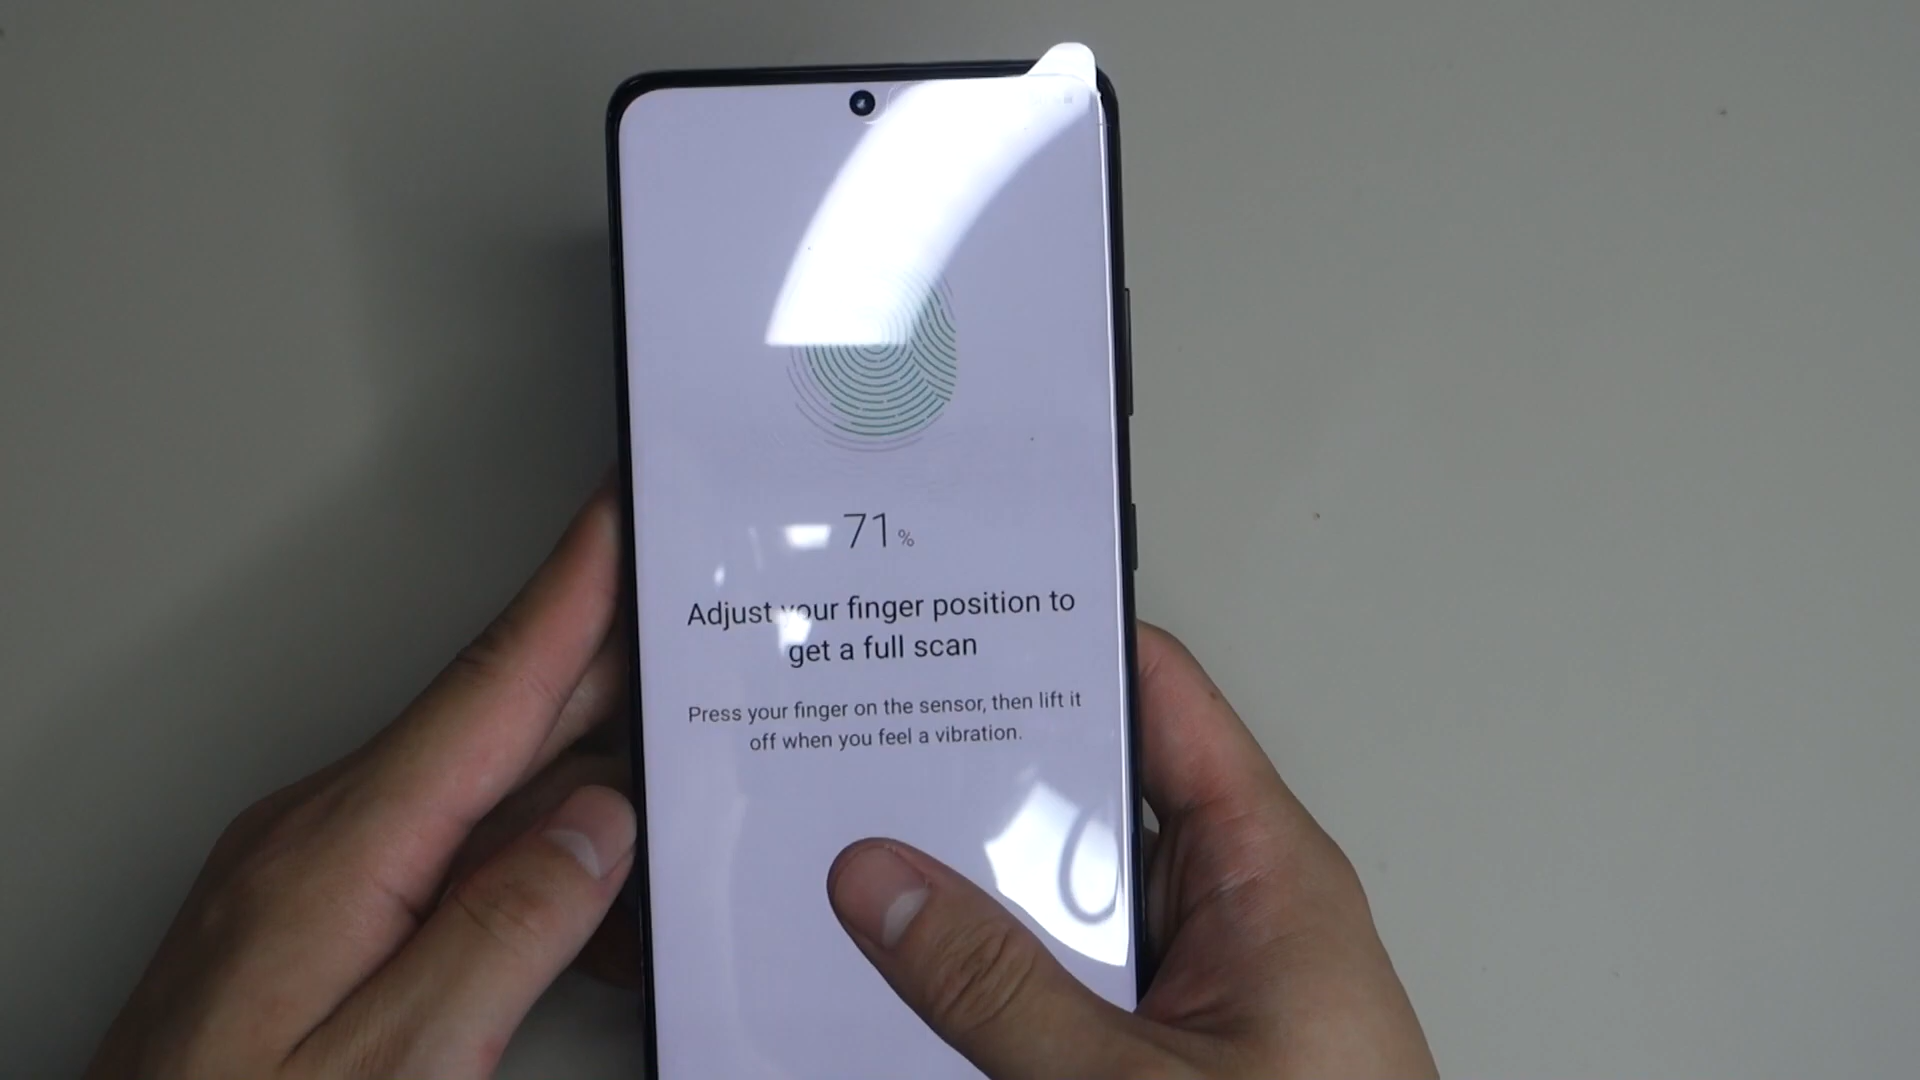 71%
Adjust your finger position to
get a full scan
Press your finger on the sensor, then lift it
off when you feel a vibration.